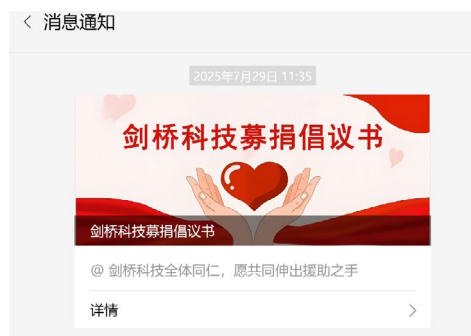 消息通知
2025年7月29日 11:35
剑桥科技募捐倡议书
剑桥科技募捐倡议书
@ 剑桥科技全体同仁，愿共同伸出援助之手
详情